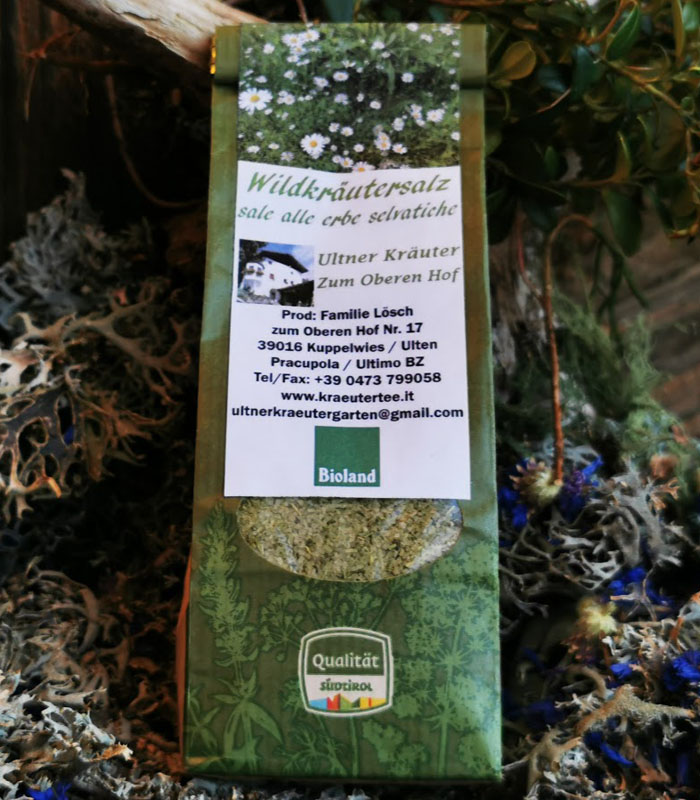 Wildkräutersalz
sale alle erbe selvatiche
Ultner Kräuter
Zum Oberen Hof
Prod: Familie Lösch
zum Oberen Hof Nr. 17
39016 Kuppelwies / Ulten
Pracupola / Ultimo BZ
Tel/Fax: +39 0473 799058
www.kraeutertee.it
ultnerkraeutergarten@gmail.com
Bioland
Qualität
SÜDTIROL